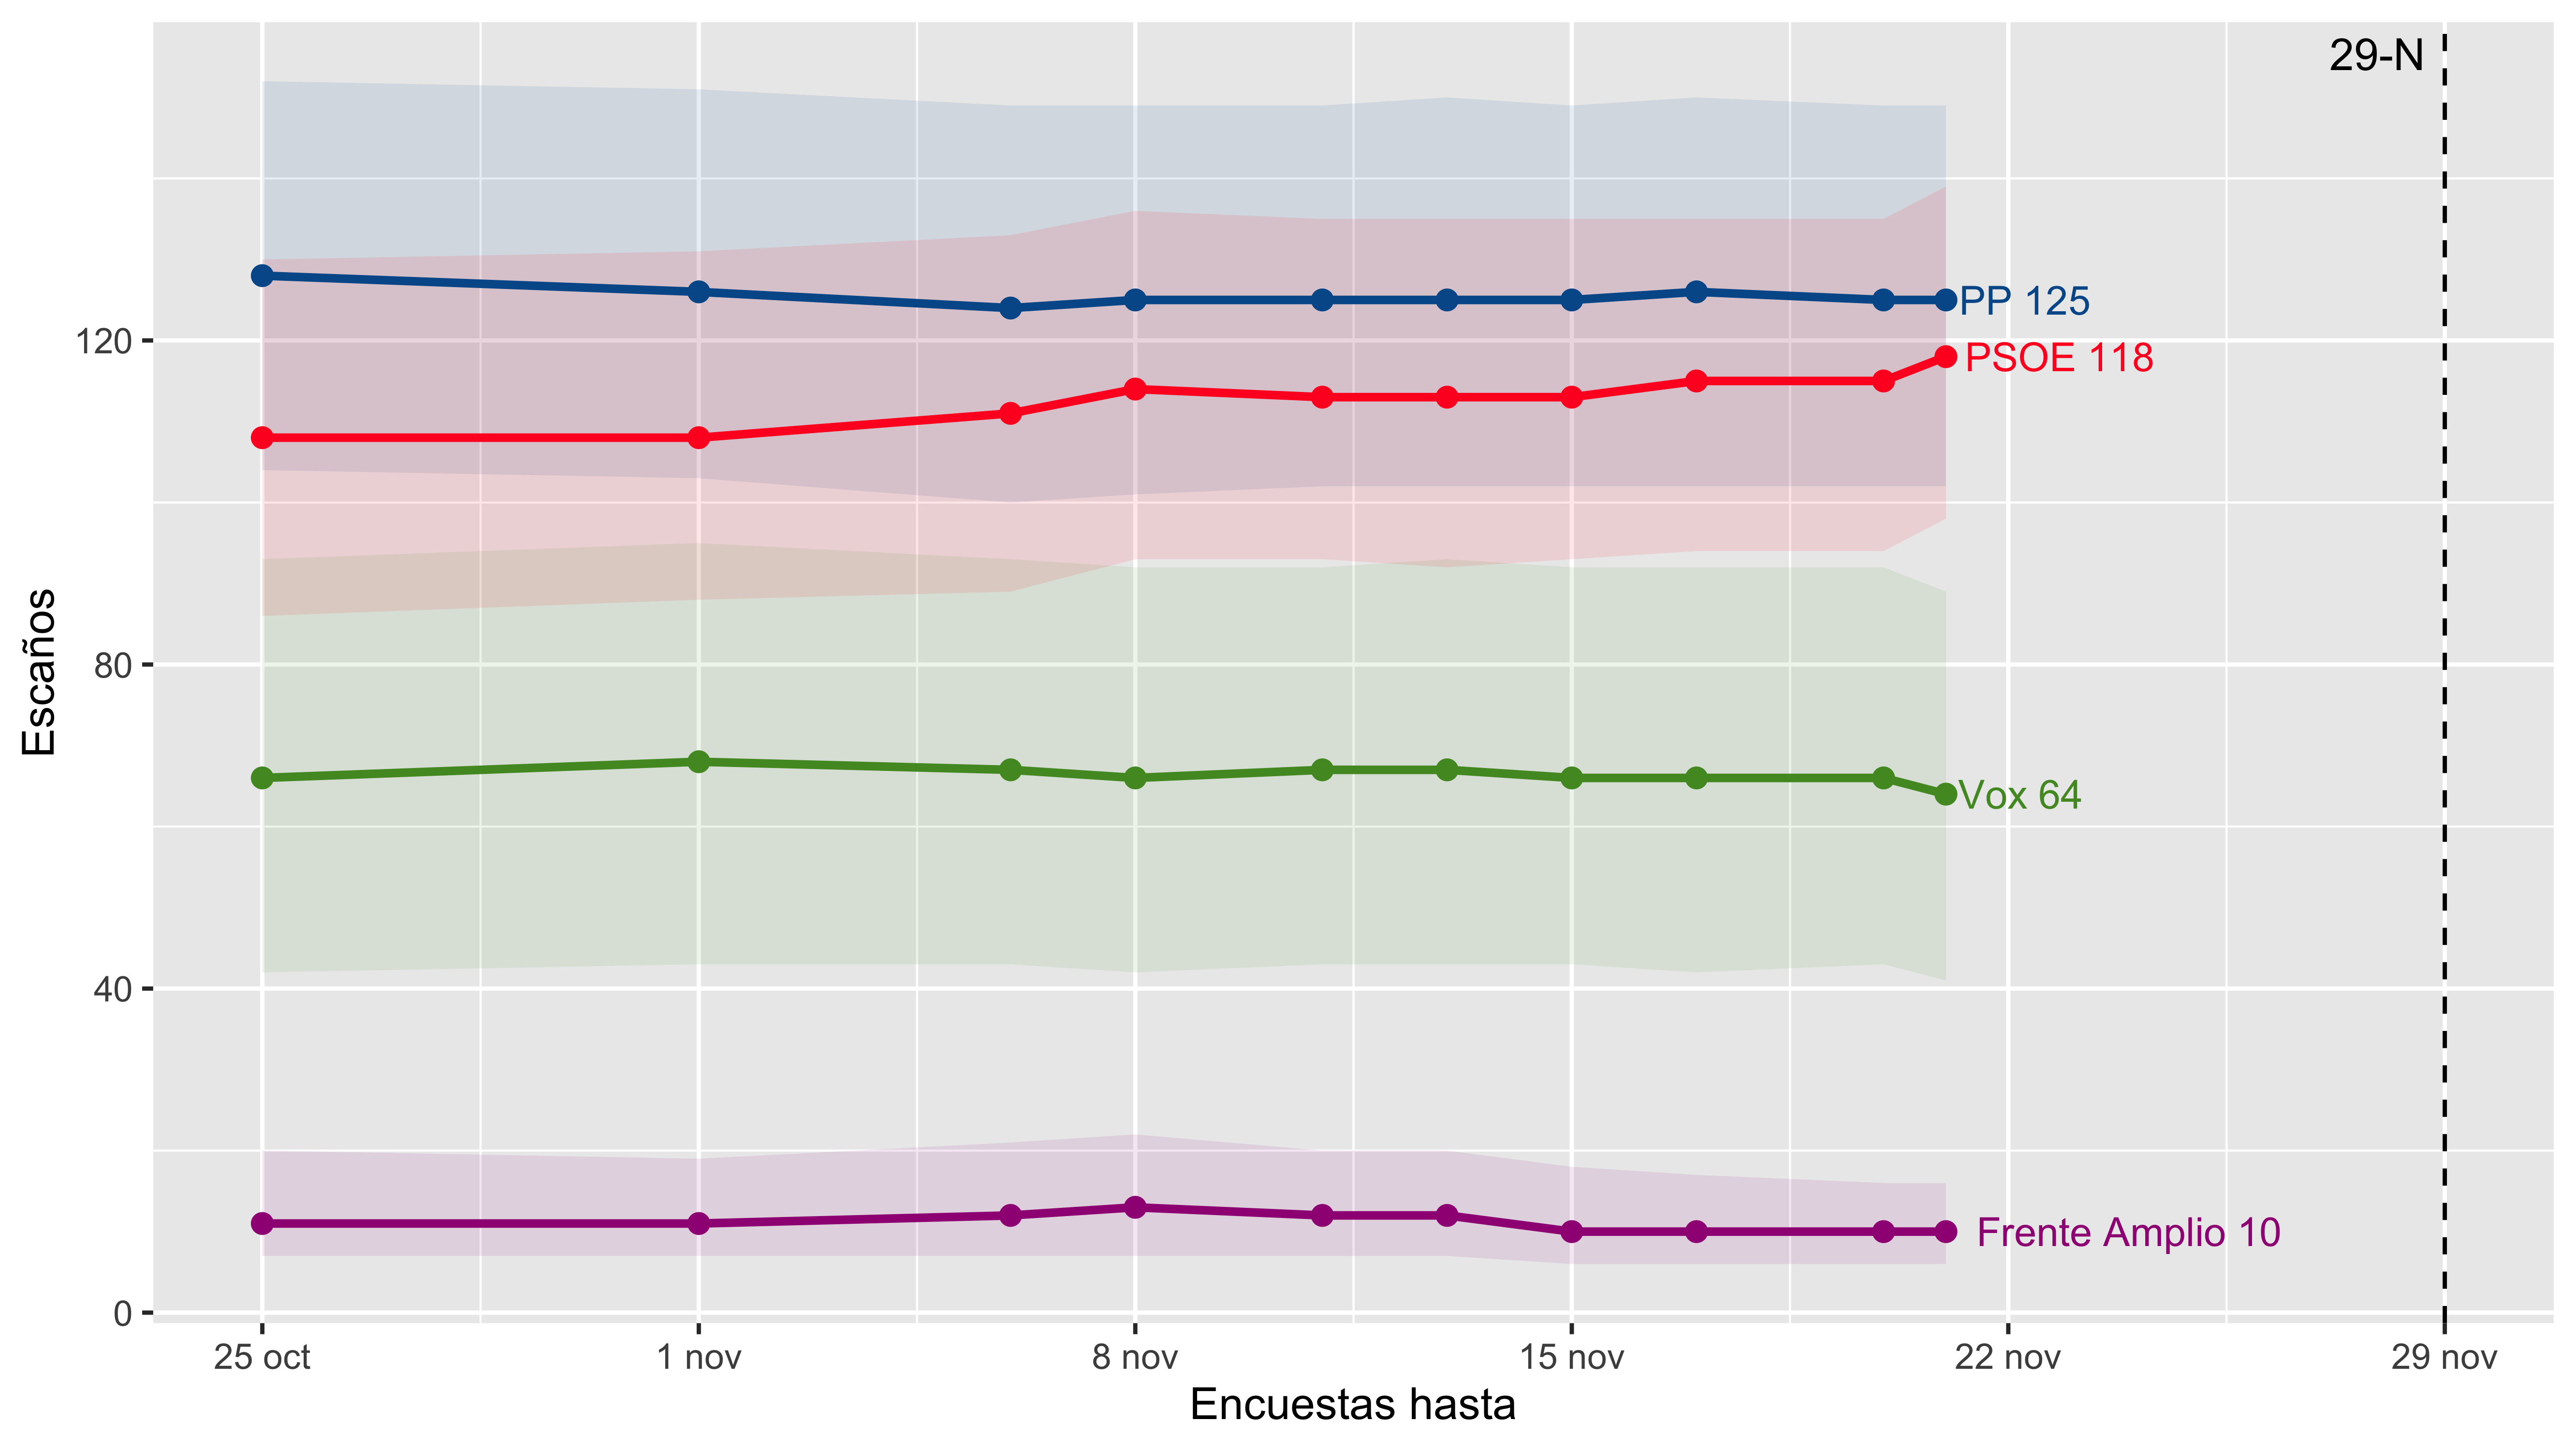 29-N
PP 125
PSOE 118
Vox 64
Frente Amplio 10
Escaños
120
80
40
0
25 oct
1 nov
8 nov
15 nov
22 nov
29 nov
Encuestas hasta